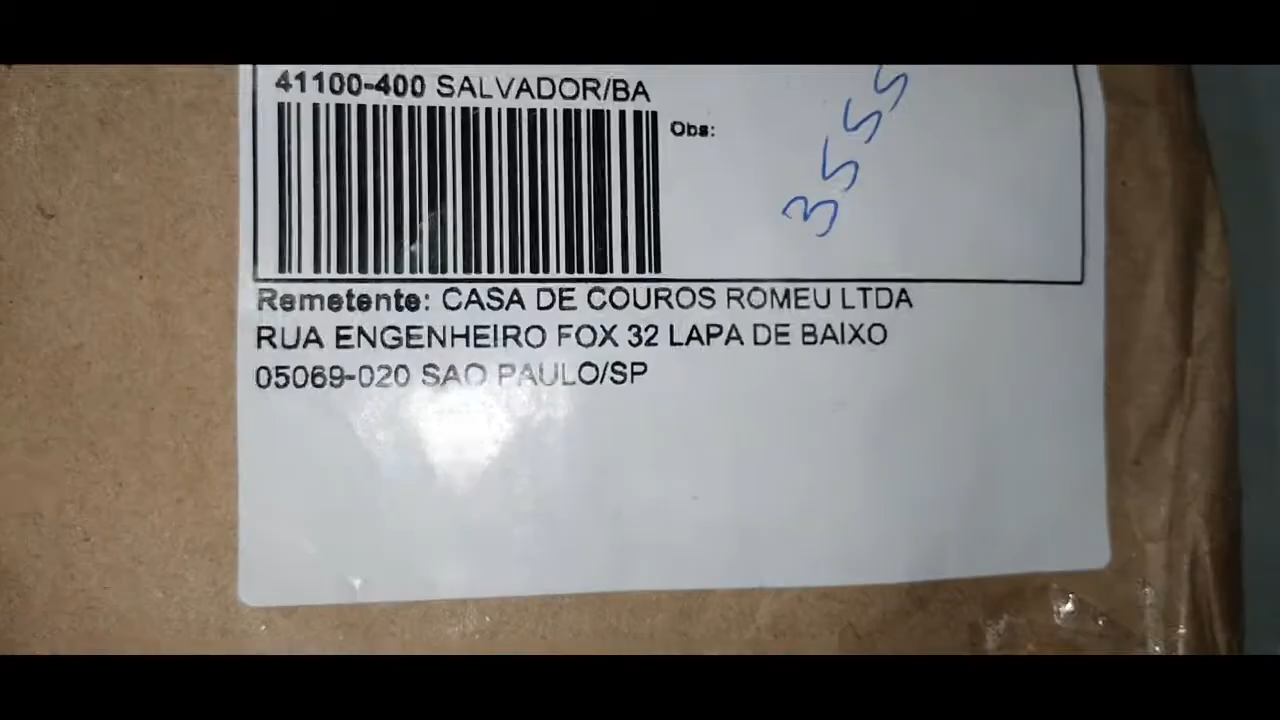 41100-400 SALVADOR/BA
Obs:
3555
Remetente: CASA DE COUROS ROMEU LTDA
RUA ENGENHEIRO FOX 32 LAPA DE BAIXO
05069-020 SAO PAULO/SP